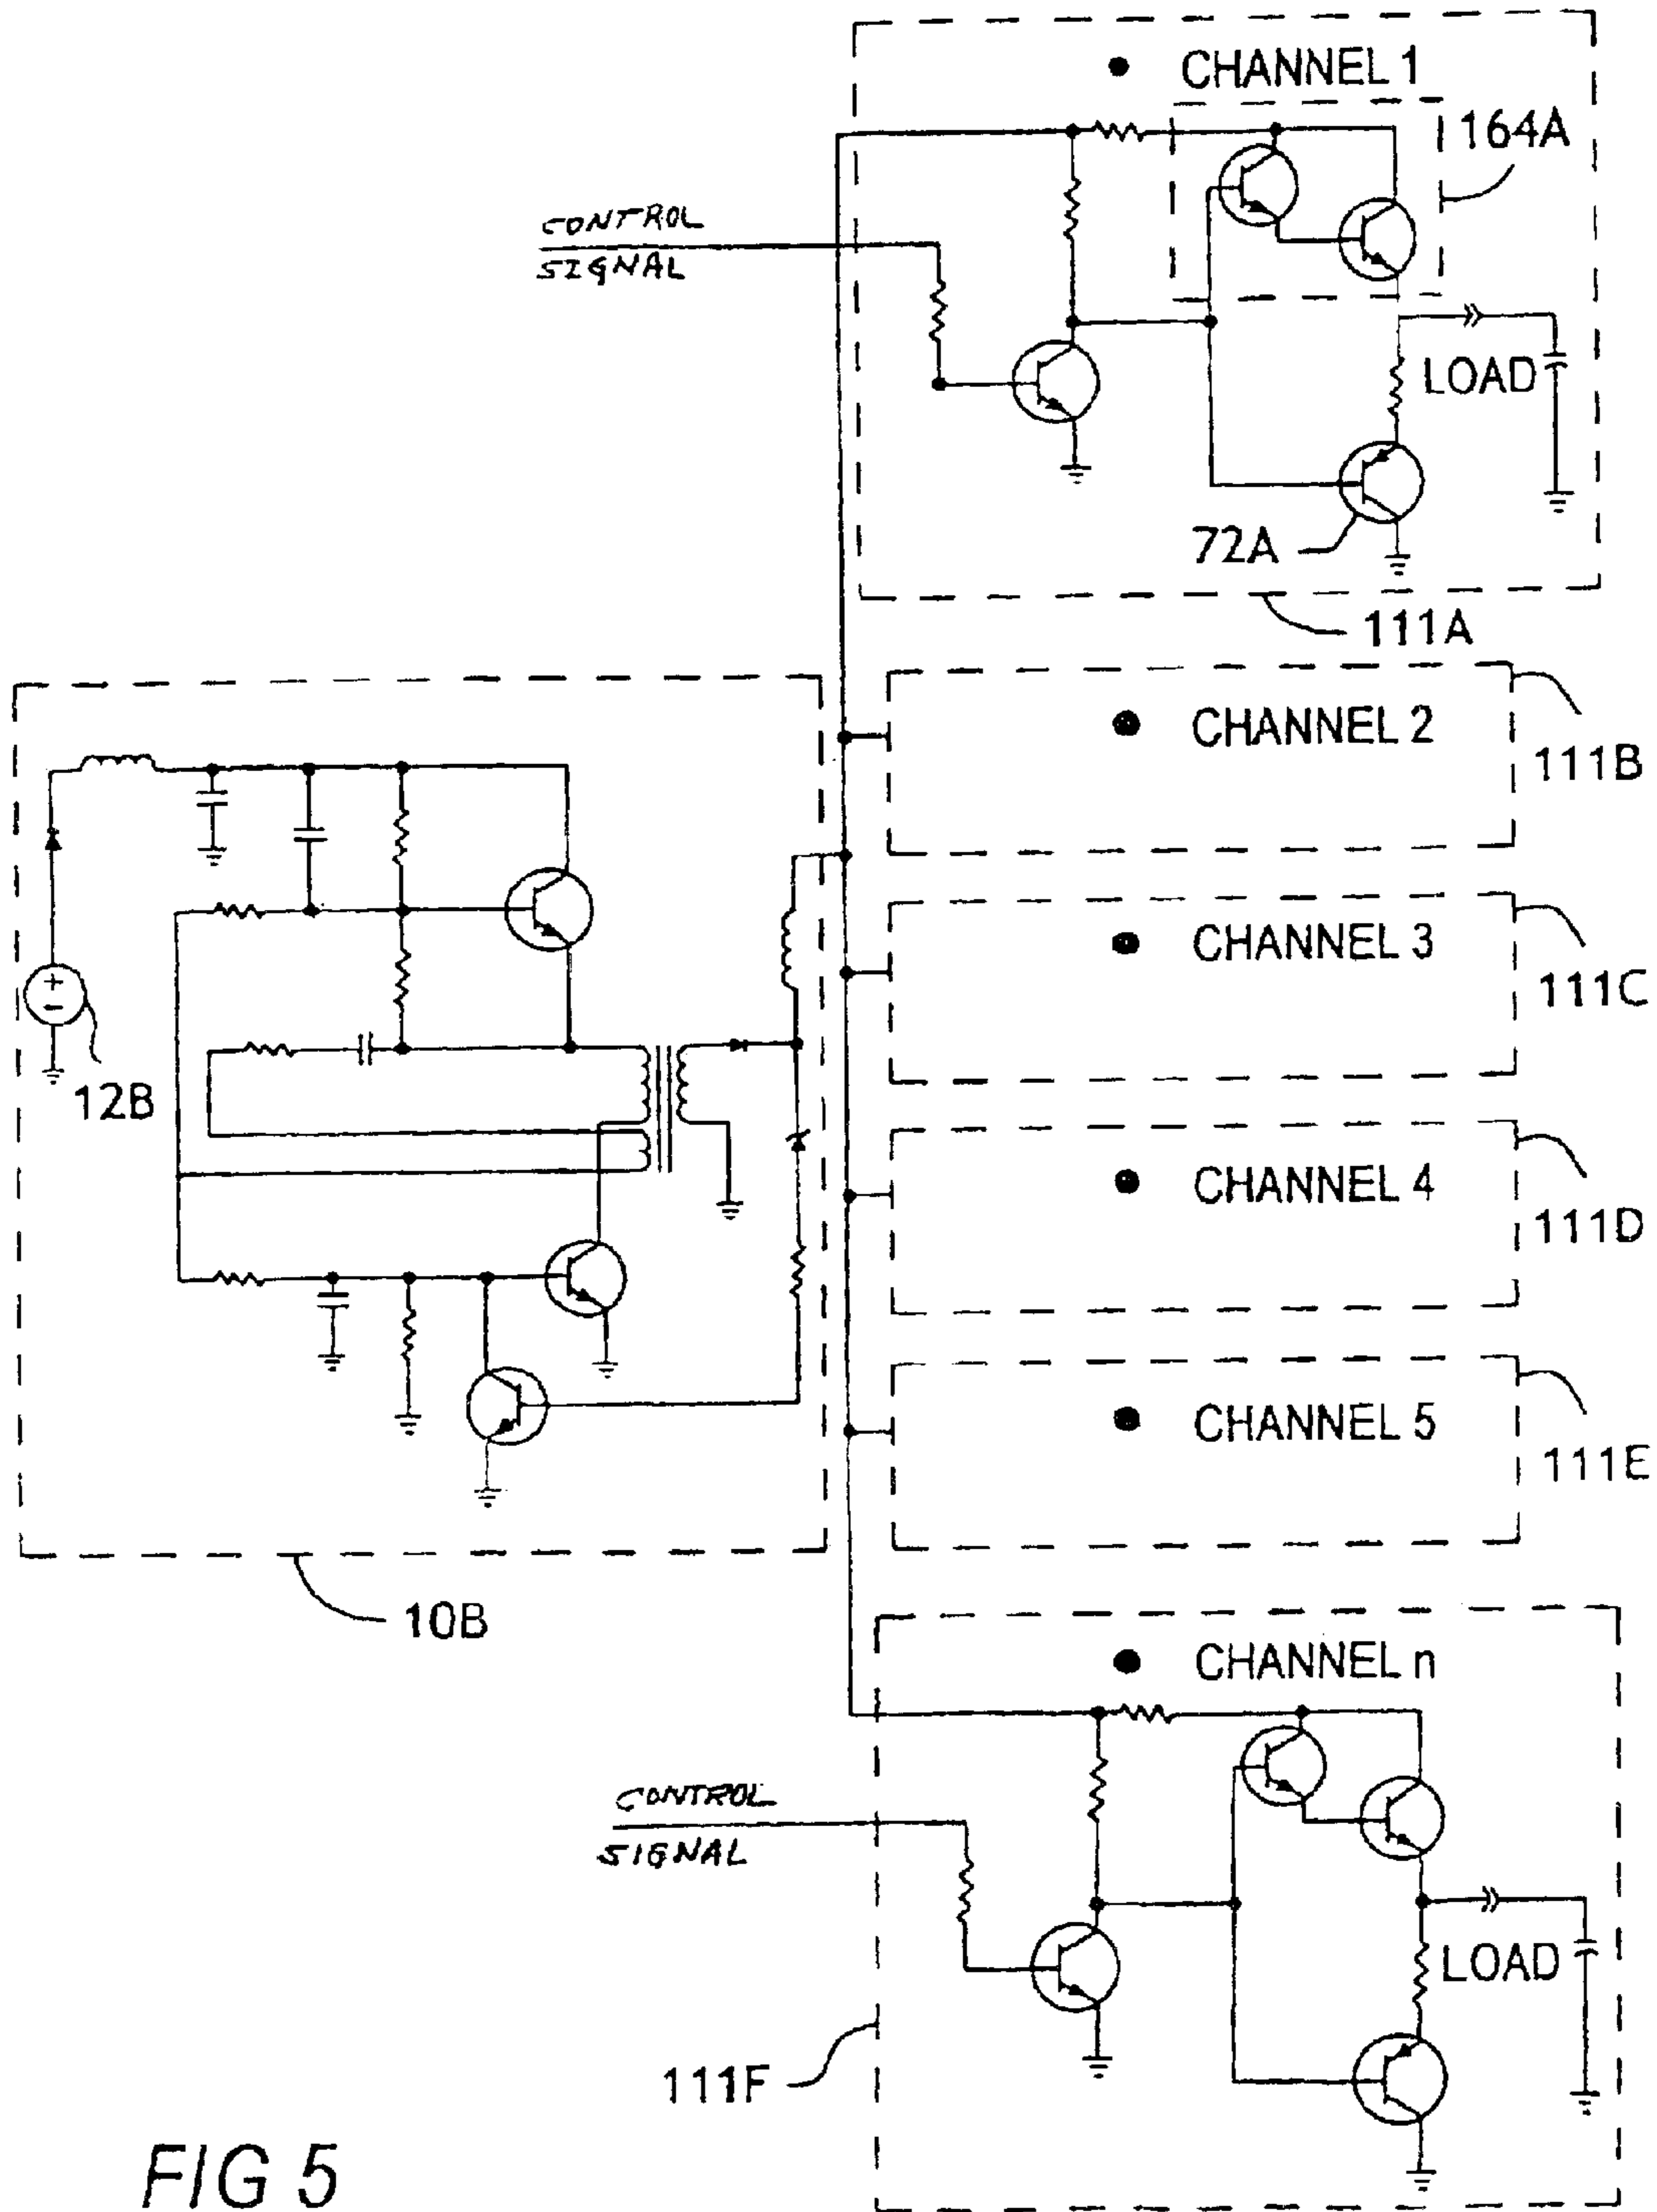 ● CHANNEL 1
164A
CONTROL
SIGNAL
LOAD
72A
111A
● CHANNEL 2
111B
● CHANNEL 3
111C
+
-
12B
● CHANNEL 4
111D
● CHANNEL 5
111E
10B
● CHANNEL n
CONTROL
SIGNAL
LOAD
111F
FIG 5